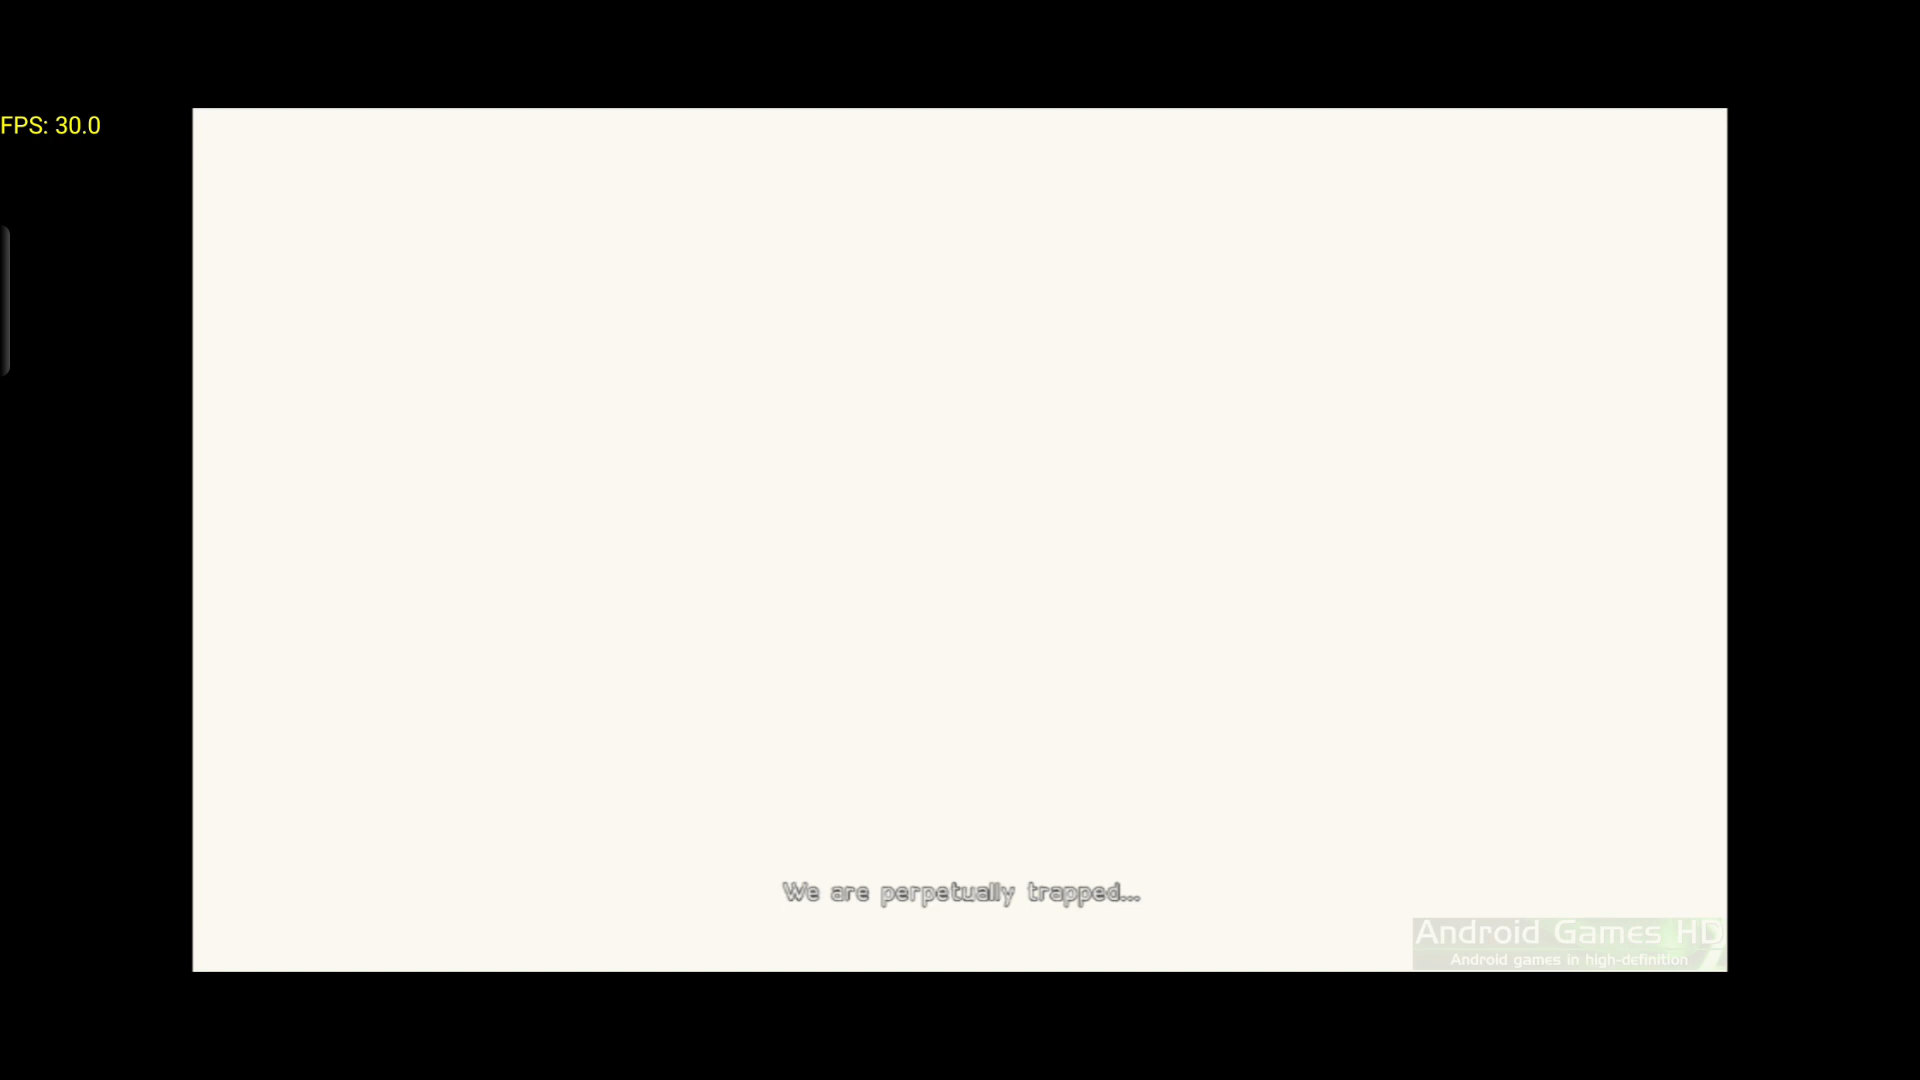 FPS: 30.0
We are perpetually trapped...
Android Games HD
Android games in high-definition